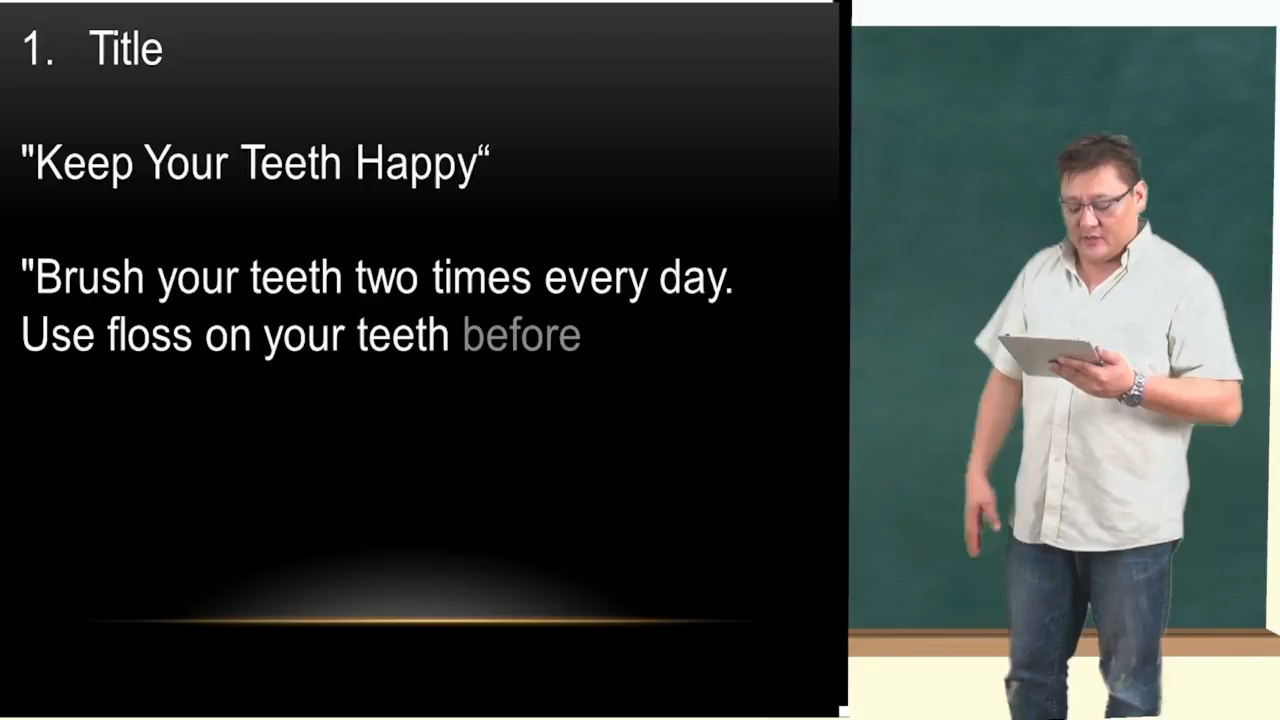 1. Title
"Keep Your Teeth Happy“
"Brush your teeth two times every day.
Use floss on your teeth before